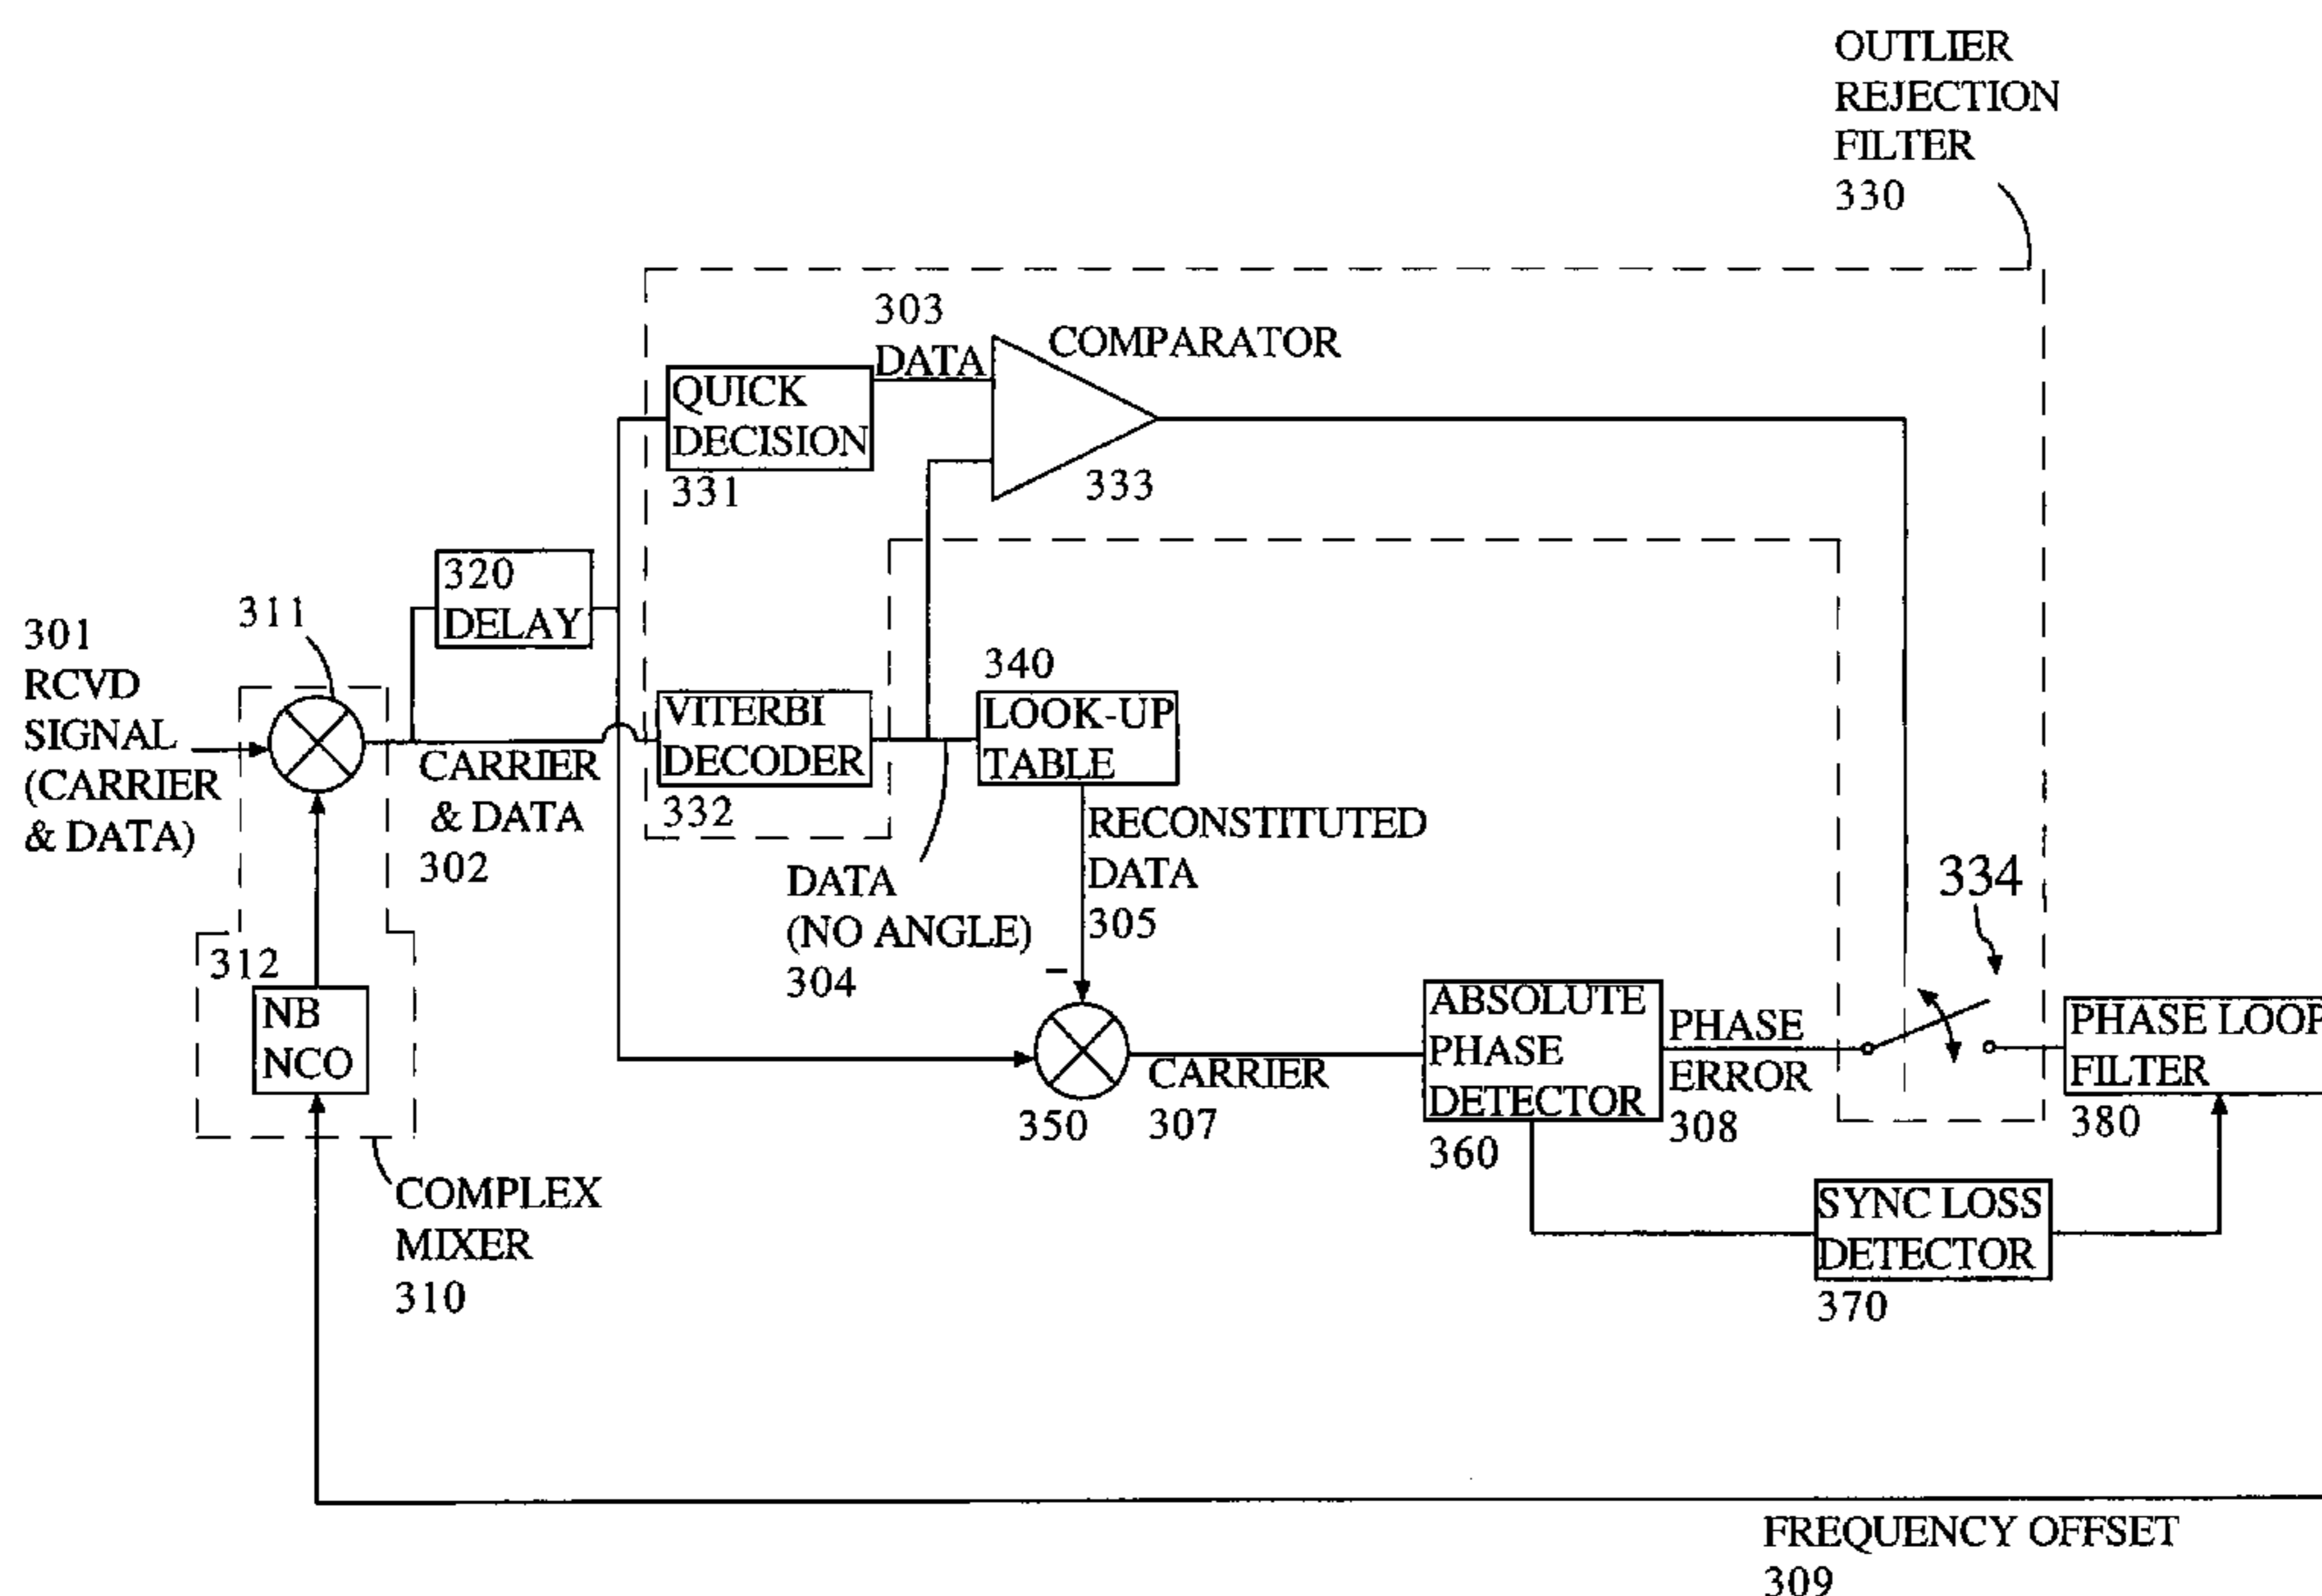 OUTLIER
REJECTION
FILTER
330
303
DATA
COMPARATOR
QUICK
DECISION
331
333
320
DELAY
311
301
RCVD
SIGNAL
(CARRIER
& DATA)
340
LOOK-UP
TABLE
VITERBI
DECODER
332
CARRIER
& DATA
302
RECONSTITUTED
DATA
305
DATA
(NO ANGLE)
304
334
312
NB
NCO
–
ABSOLUTE
PHASE
DETECTOR
360
PHASE
ERROR
308
PHASE LOOP
FILTER
380
350
CARRIER
307
COMPLEX
MIXER
310
SYNC LOSS
DETECTOR
370
FREQUENCY OFFSET
309